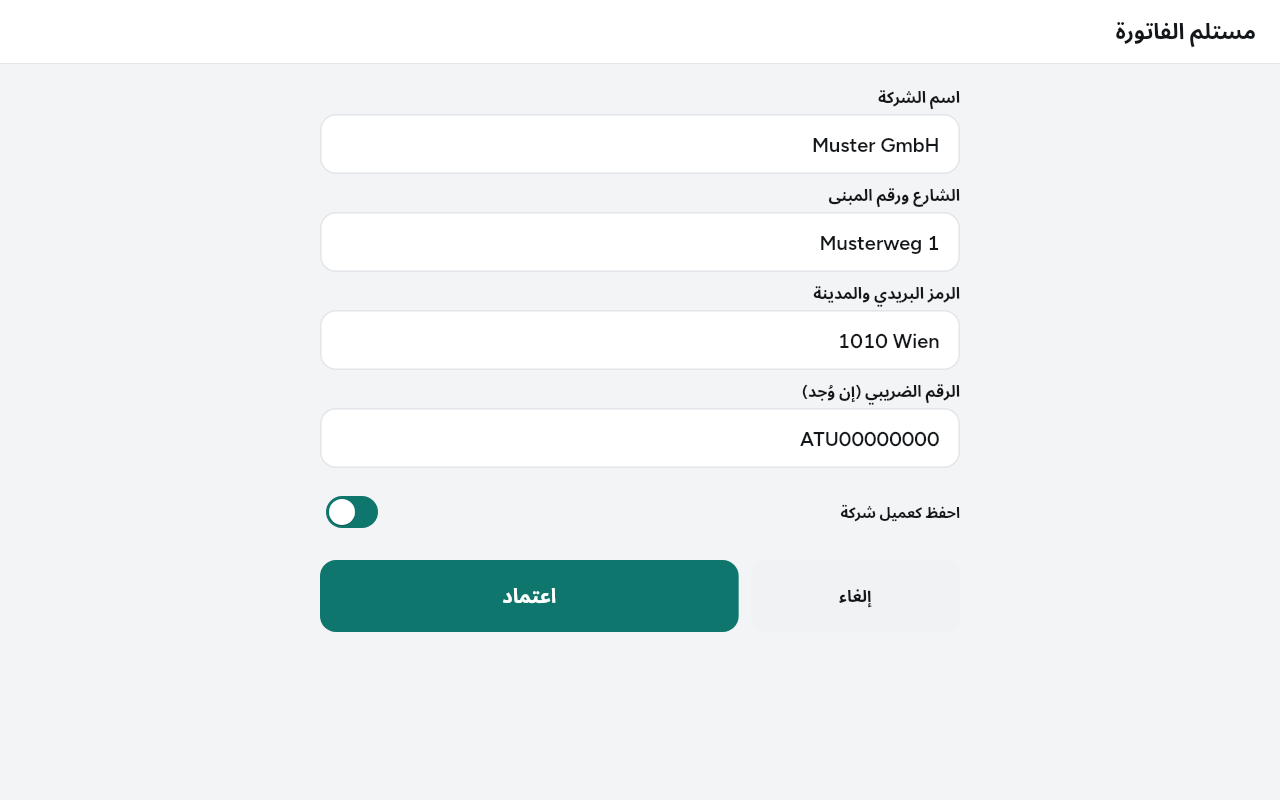 مستلم الفاتورة
اسم الشركة
Muster GmbH
الشارع ورقم المبنى
Musterweg 1
الرمز البريدي والمدينة
1010 Wien
الرقم الضريبي (إن وُجد)
ATU00000000
احفظ كعميل شركة
إلغاء
اعتماد